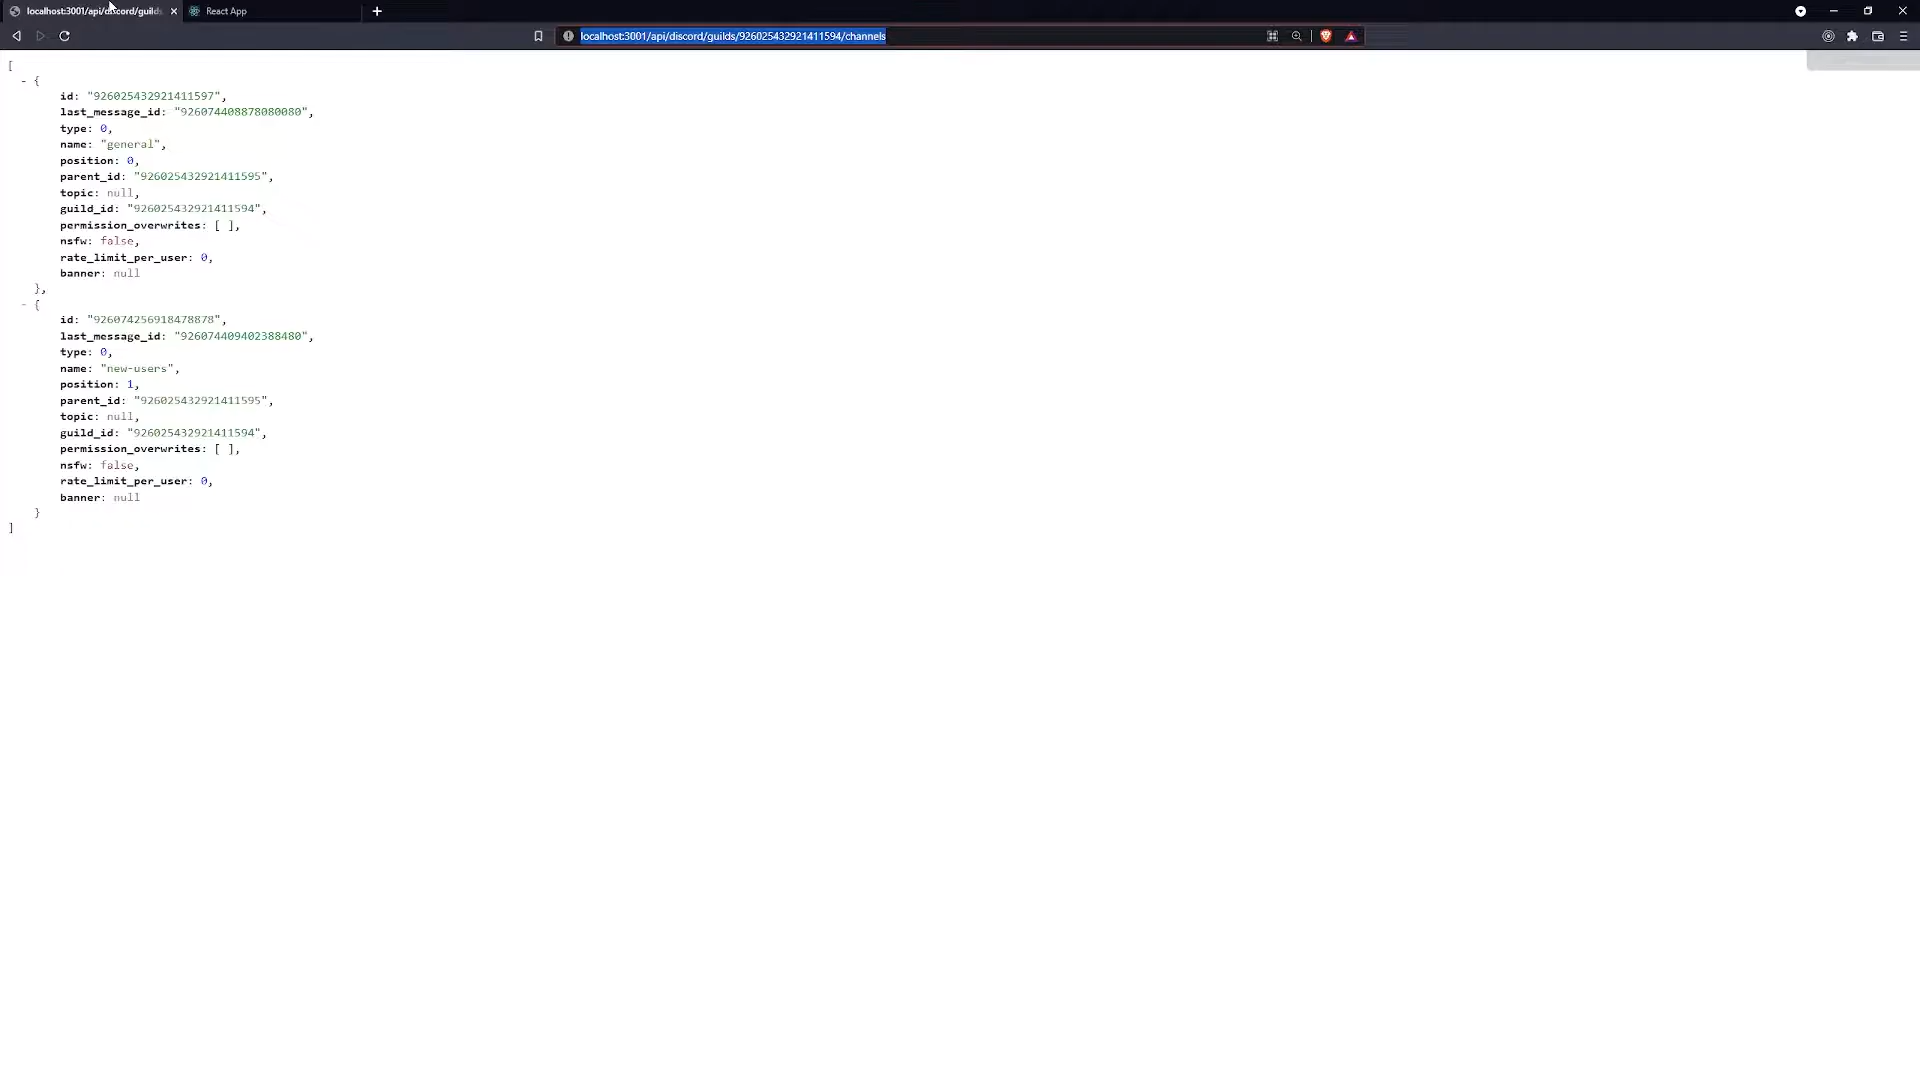 localhost:3001/api/discord/guilds
React App
localhost:3001/api/discord/guilds/926025432921411594/channels
[
- {
id: "926025432921411597",
last_message_id: "926074408878080080",
type: 0,
name: "general",
position: 0,
parent_id: "926025432921411595",
topic: null,
guild_id: "926025432921411594",
permission_overwrites: [ ],
nsfw: false,
rate_limit_per_user: 0,
banner: null
},
- {
id: "926074256918478878",
last_message_id: "926074409402388480",
type: 0,
name: "new-users",
position: 1,
parent_id: "926025432921411595",
topic: null,
guild_id: "926025432921411594",
permission_overwrites: [ ],
nsfw: false,
rate_limit_per_user: 0,
banner: null
}
]